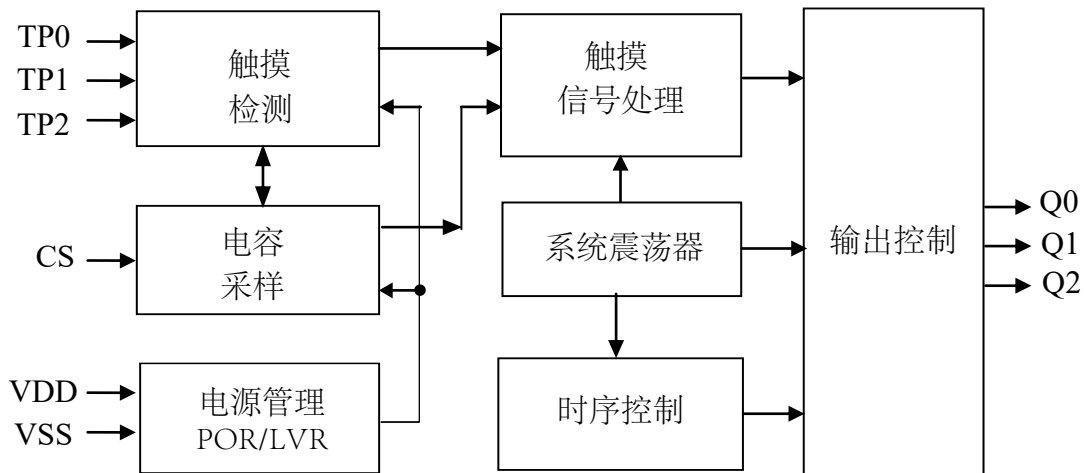 TP0
TP1
TP2
触摸
检测
触摸
信号处理
CS
电容
采样
系统震荡器
输出控制
Q0
Q1
Q2
VDD
VSS
电源管理
POR/LVR
时序控制